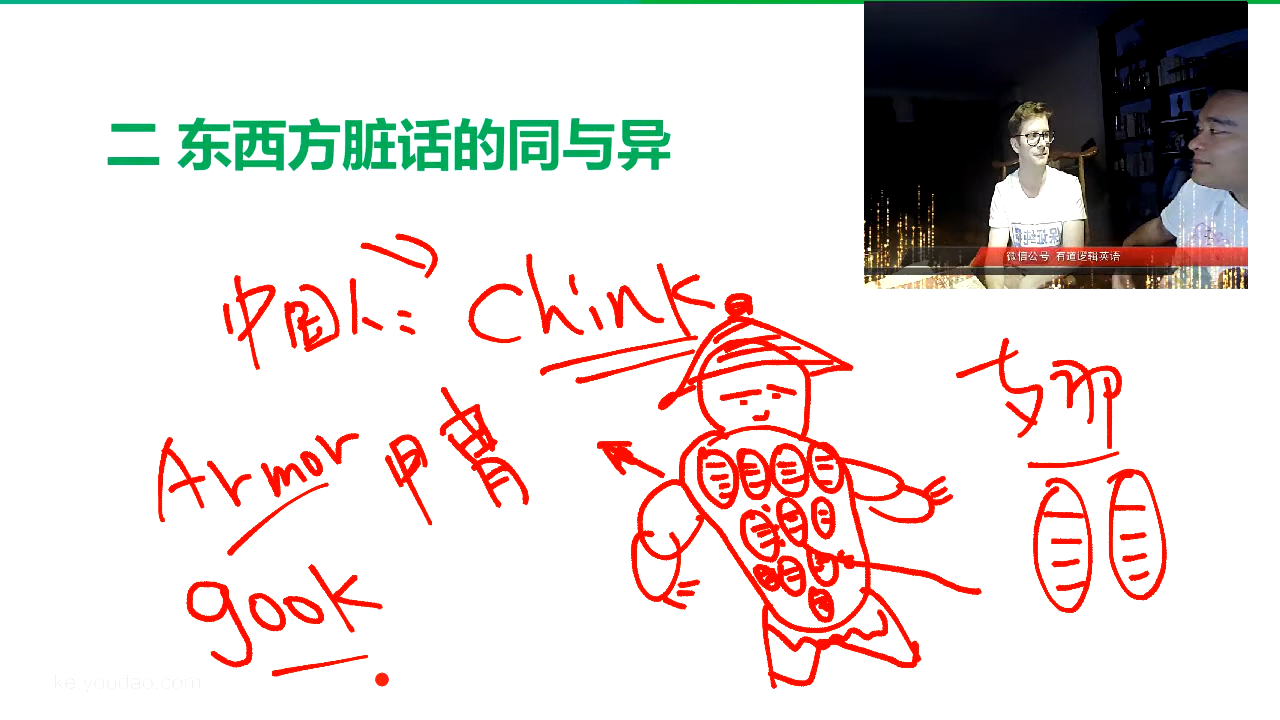 二 东西方脏话的同与异
微信公号 有道逻辑英语
中国人: Chink
支那
Armor 甲胄
gook
ke.youdao.com